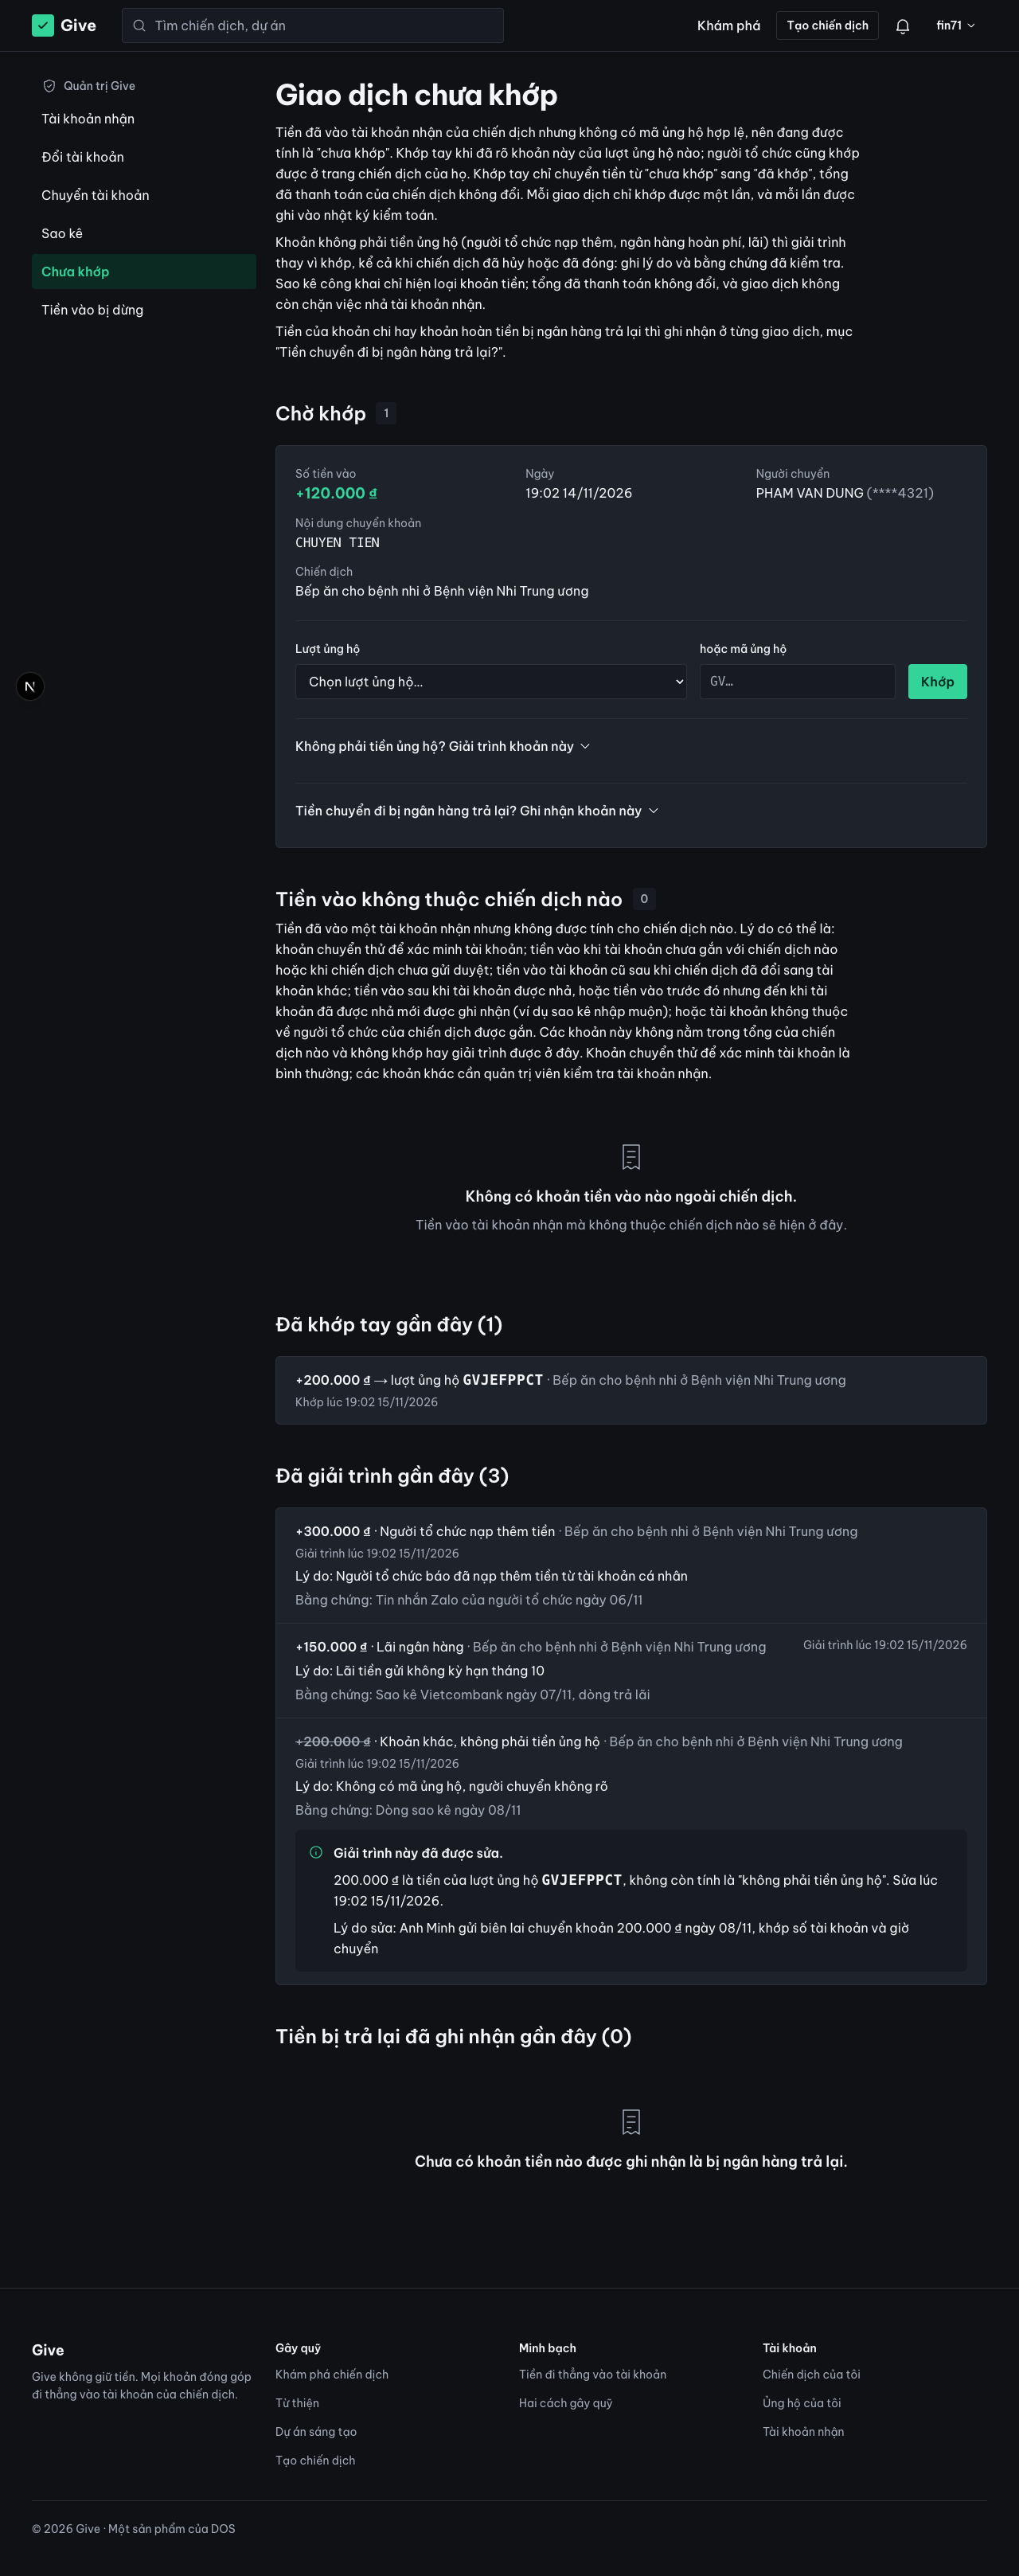 Give
Tìm chiến dịch, dự án
Khám phá
Tạo chiến dịch
fin71
Quản trị Give
Tài khoản nhận
Đổi tài khoản
Chuyển tài khoản
Sao kê
Chưa khớp
Tiền vào bị dừng
Giao dịch chưa khớp
Tiền đã vào tài khoản nhận của chiến dịch nhưng không có mã ủng hộ hợp lệ, nên đang được
tính là "chưa khớp". Khớp tay khi đã rõ khoản này của lượt ủng hộ nào; người tổ chức cũng khớp
được ở trang chiến dịch của họ. Khớp tay chỉ chuyển tiền từ "chưa khớp" sang "đã khớp", tổng
đã thanh toán của chiến dịch không đổi. Mỗi giao dịch chỉ khớp được một lần, và mỗi lần được
ghi vào nhật ký kiểm toán.
Khoản không phải tiền ủng hộ (người tổ chức nạp thêm, ngân hàng hoàn phí, lãi) thì giải trình
thay vì khớp, kể cả khi chiến dịch đã hủy hoặc đã đóng: ghi lý do và bằng chứng đã kiểm tra.
Sao kê công khai chỉ hiện loại khoản tiền; tổng đã thanh toán không đổi, và giao dịch không
còn chặn việc nhả tài khoản nhận.
Tiền của khoản chi hay khoản hoàn tiền bị ngân hàng trả lại thì ghi nhận ở từng giao dịch, mục
"Tiền chuyển đi bị ngân hàng trả lại?".
Chờ khớp 1
Số tiền vào
+120.000 ₫
Ngày
19:02 14/11/2026
Người chuyển
PHAM VAN DUNG (****4321)
Nội dung chuyển khoản
CHUYEN TIEN
Chiến dịch
Bếp ăn cho bệnh nhi ở Bệnh viện Nhi Trung ương
Lượt ủng hộ
Chọn lượt ủng hộ...
hoặc mã ủng hộ
GV…
Khớp
Không phải tiền ủng hộ? Giải trình khoản này
Tiền chuyển đi bị ngân hàng trả lại? Ghi nhận khoản này
Tiền vào không thuộc chiến dịch nào 0
Tiền đã vào một tài khoản nhận nhưng không được tính cho chiến dịch nào. Lý do có thể là:
khoản chuyển thử để xác minh tài khoản; tiền vào khi tài khoản chưa gắn với chiến dịch nào
hoặc khi chiến dịch chưa gửi duyệt; tiền vào tài khoản cũ sau khi chiến dịch đã đổi sang tài
khoản khác; tiền vào sau khi tài khoản được nhả, hoặc tiền vào trước đó nhưng đến khi tài
khoản đã được nhả mới được ghi nhận (ví dụ sao kê nhập muộn); hoặc tài khoản không thuộc
về người tổ chức của chiến dịch được gắn. Các khoản này không nằm trong tổng của chiến
dịch nào và không khớp hay giải trình được ở đây. Khoản chuyển thử để xác minh tài khoản là
bình thường; các khoản khác cần quản trị viên kiểm tra tài khoản nhận.
Không có khoản tiền vào nào ngoài chiến dịch.
Tiền vào tài khoản nhận mà không thuộc chiến dịch nào sẽ hiện ở đây.
Đã khớp tay gần đây (1)
+200.000 ₫ → lượt ủng hộ GVJEFPPCT · Bếp ăn cho bệnh nhi ở Bệnh viện Nhi Trung ương
Khớp lúc 19:02 15/11/2026
Đã giải trình gần đây (3)
+300.000 ₫ · Người tổ chức nạp thêm tiền · Bếp ăn cho bệnh nhi ở Bệnh viện Nhi Trung ương
Giải trình lúc 19:02 15/11/2026
Lý do: Người tổ chức báo đã nạp thêm tiền từ tài khoản cá nhân
Bằng chứng: Tin nhắn Zalo của người tổ chức ngày 06/11
+150.000 ₫ · Lãi ngân hàng · Bếp ăn cho bệnh nhi ở Bệnh viện Nhi Trung ương
Giải trình lúc 19:02 15/11/2026
Lý do: Lãi tiền gửi không kỳ hạn tháng 10
Bằng chứng: Sao kê Vietcombank ngày 07/11, dòng trả lãi
+200.000 ₫ · Khoản khác, không phải tiền ủng hộ · Bếp ăn cho bệnh nhi ở Bệnh viện Nhi Trung ương
Giải trình lúc 19:02 15/11/2026
Lý do: Không có mã ủng hộ, người chuyển không rõ
Bằng chứng: Dòng sao kê ngày 08/11
Giải trình này đã được sửa.
200.000 ₫ là tiền của lượt ủng hộ GVJEFPPCT, không còn tính là "không phải tiền ủng hộ". Sửa lúc
19:02 15/11/2026.
Lý do sửa: Anh Minh gửi biên lai chuyển khoản 200.000 ₫ ngày 08/11, khớp số tài khoản và giờ
chuyển
Tiền bị trả lại đã ghi nhận gần đây (0)
Chưa có khoản tiền nào được ghi nhận là bị ngân hàng trả lại.
Give
Give không giữ tiền. Mọi khoản đóng góp
đi thẳng vào tài khoản của chiến dịch.
Gây quỹ
Khám phá chiến dịch
Từ thiện
Dự án sáng tạo
Tạo chiến dịch
Minh bạch
Tiền đi thẳng vào tài khoản
Hai cách gây quỹ
Tài khoản
Chiến dịch của tôi
Ủng hộ của tôi
Tài khoản nhận
© 2026 Give · Một sản phẩm của DOS